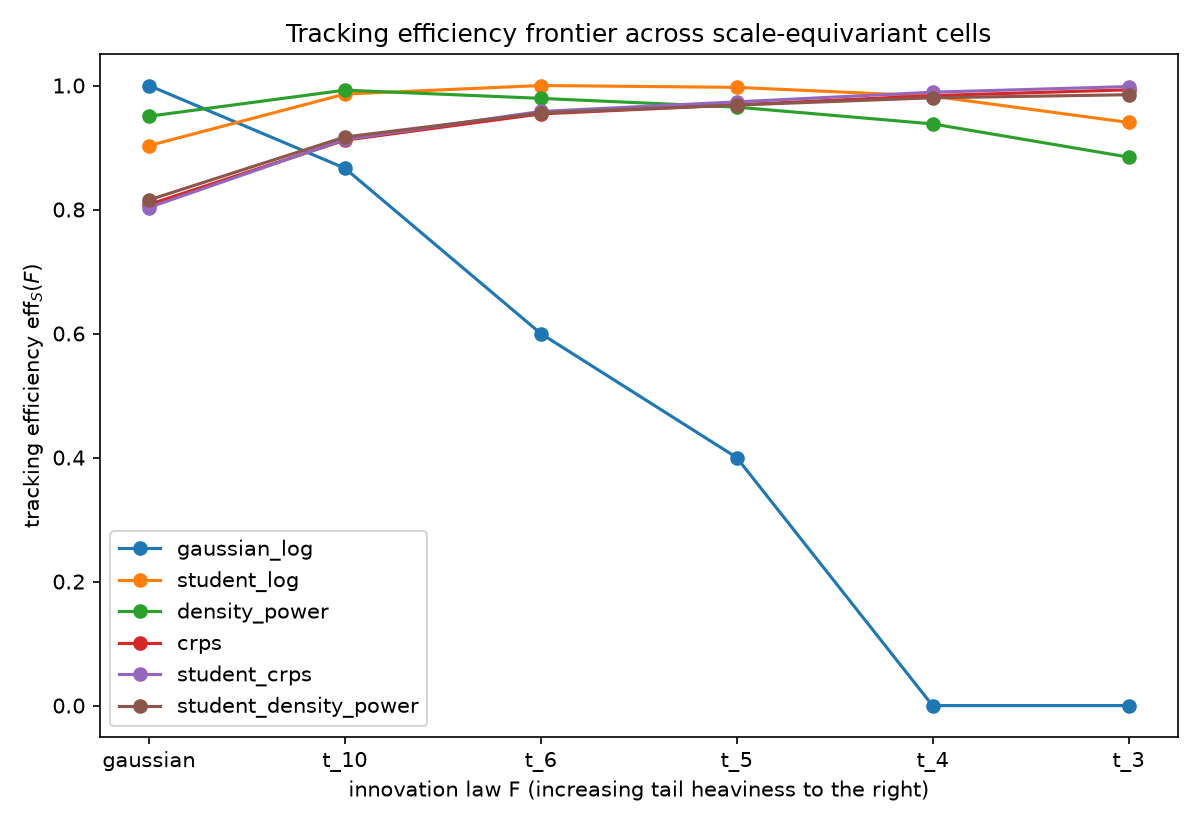 Tracking efficiency frontier across scale-equivariant cells
tracking efficiency eff_S(F)
1.0
0.8
0.6
0.4
0.2
0.0
gaussian_log
student_log
density_power
crps
student_crps
student_density_power
gaussian t_10 t_6 t_5 t_4 t_3
innovation law F (increasing tail heaviness to the right)